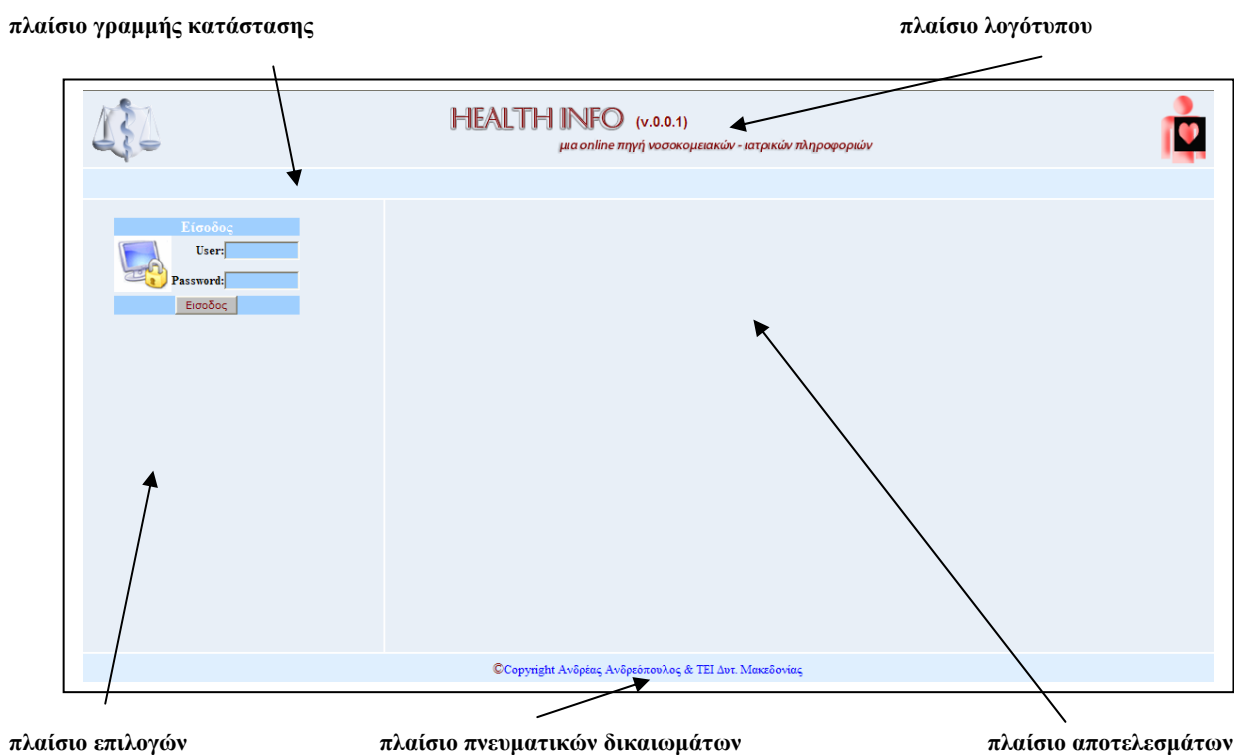 πλαίσιο γραμμής κατάστασης
πλαίσιο λογότυπου
HEALTH INFO (v.0.0.1)
μια online πηγή νοσοκομειακών - ιατρικών πληροφοριών
Είσοδος
User:
Password:
Εισοδος
©Copyright Ανδρέας Ανδρεόπουλος & ΤΕΙ Δυτ. Μακεδονίας
πλαίσιο επιλογών
πλαίσιο πνευματικών δικαιωμάτων
πλαίσιο αποτελεσμάτων